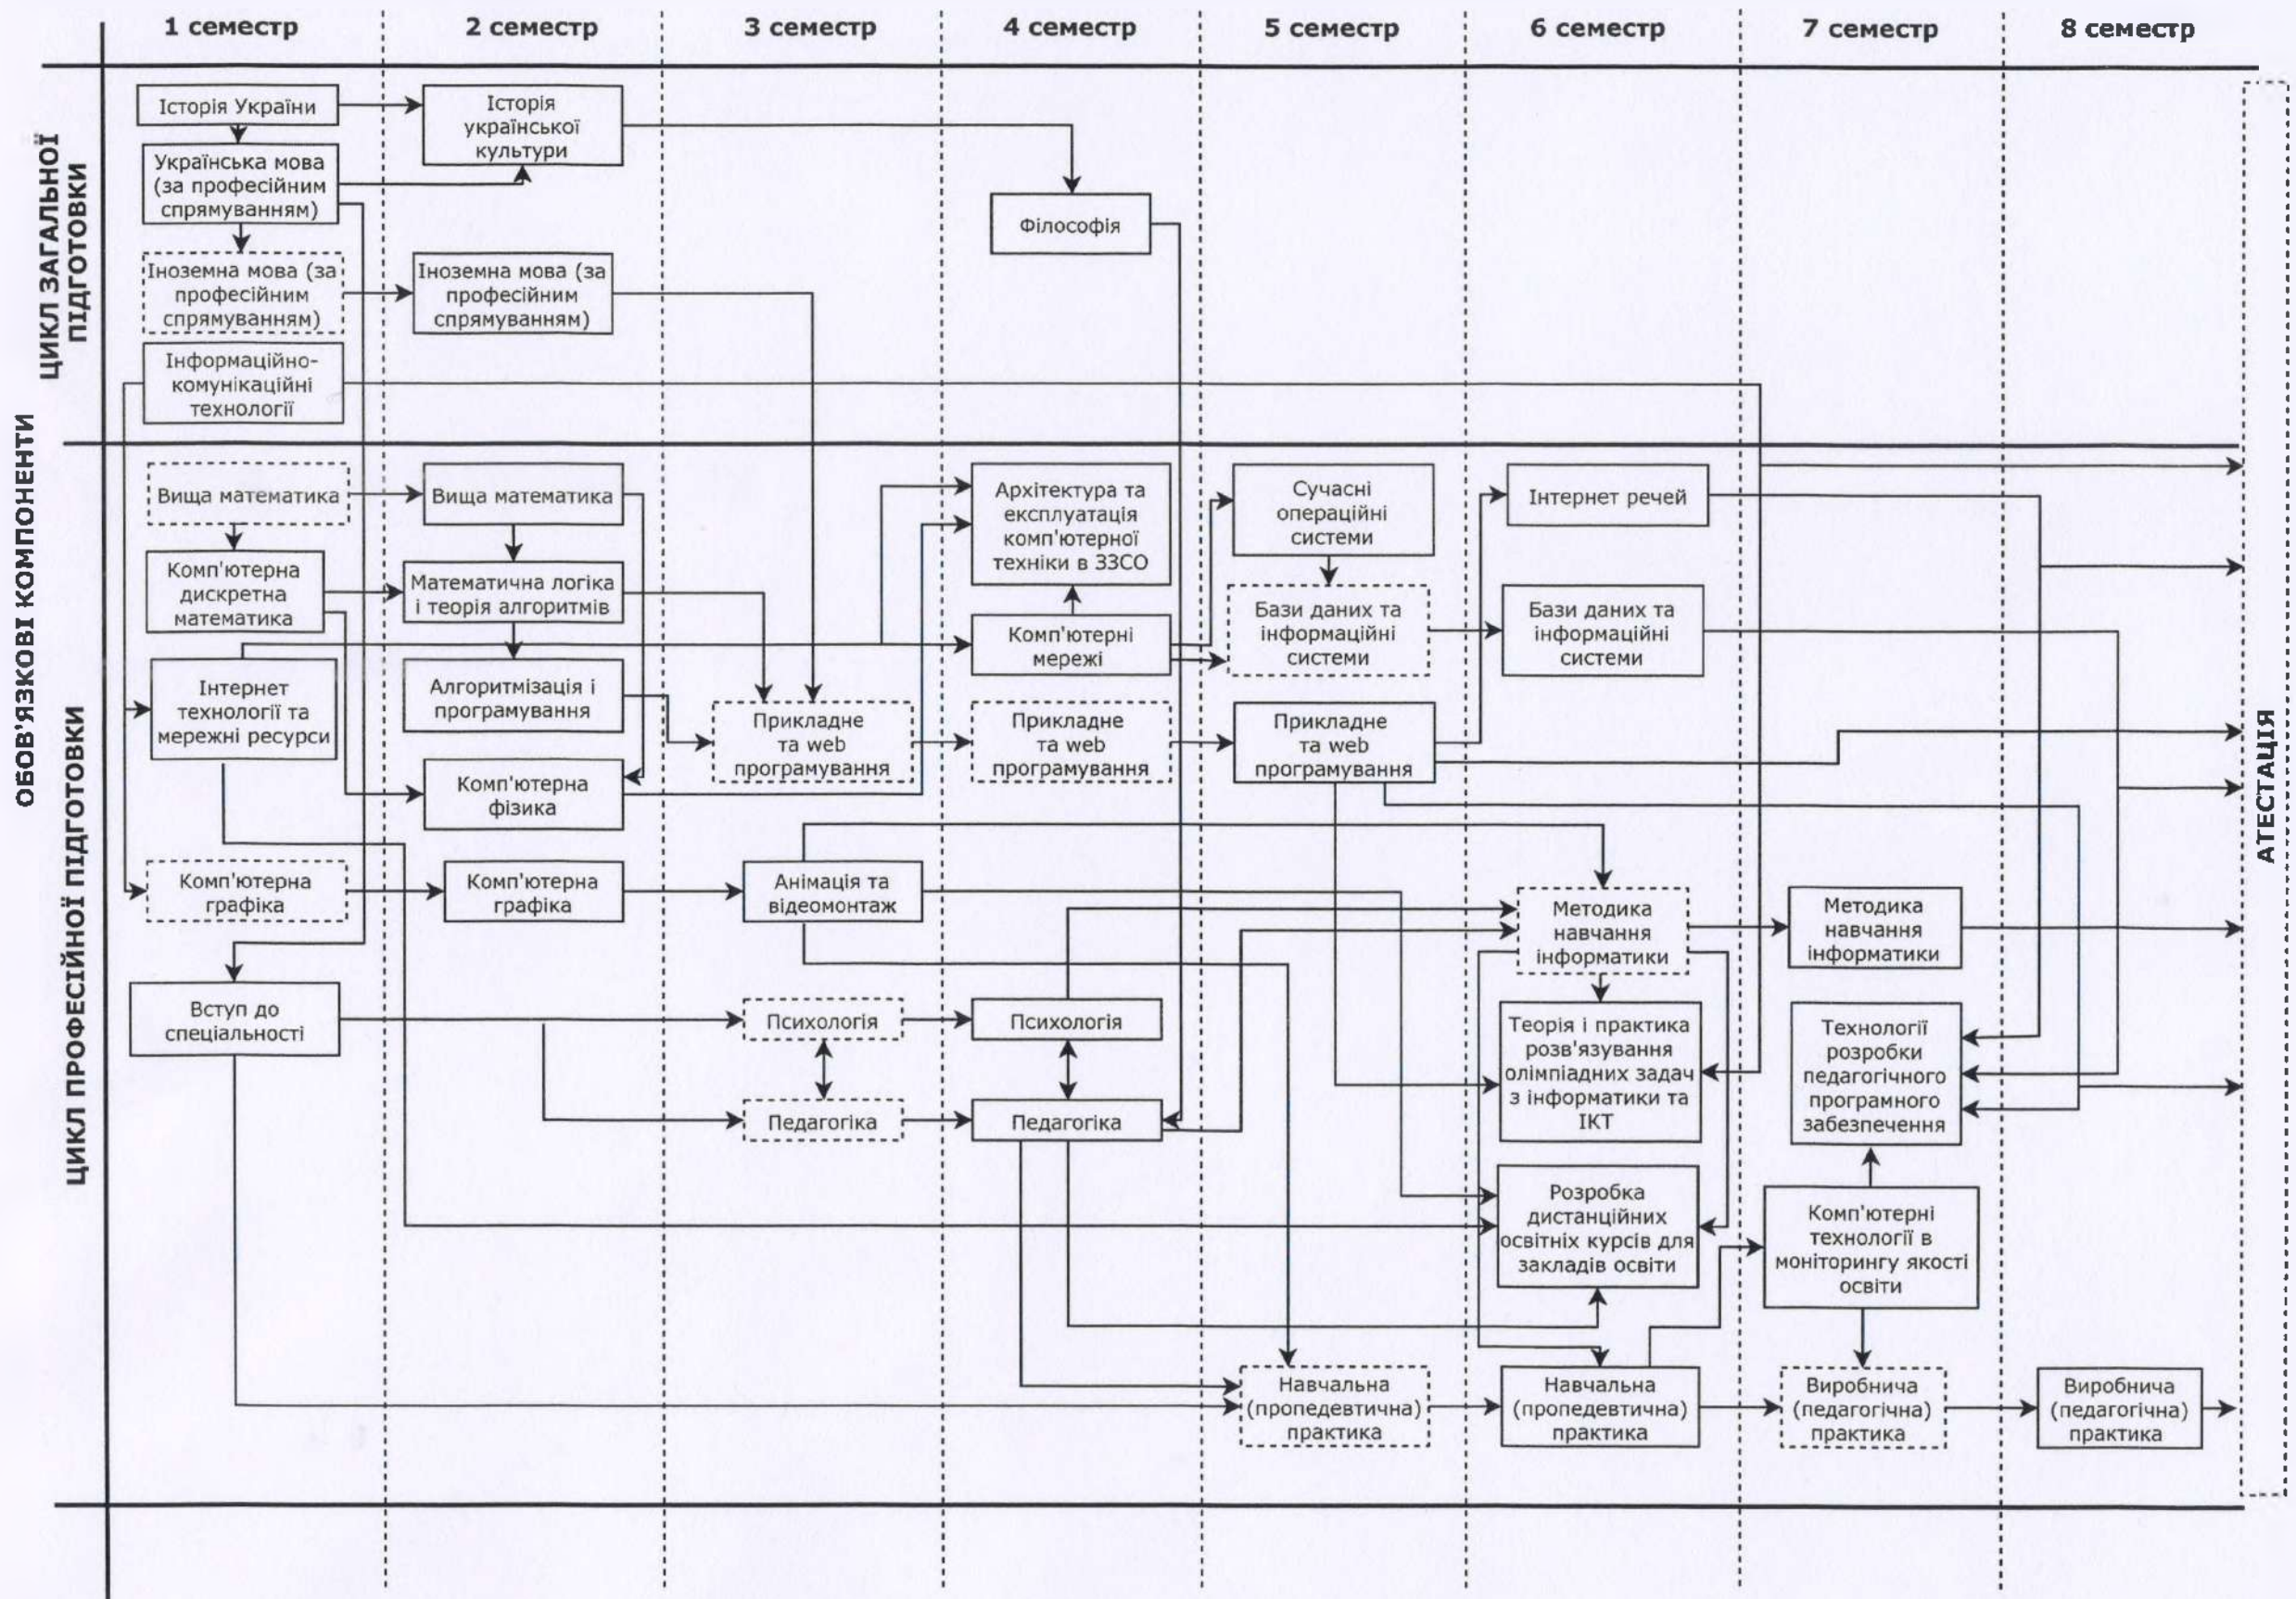 1 семестр
2 семестр
3 семестр
4 семестр
5 семестр
6 семестр
7 семестр
8 семестр
ОБОВ'ЯЗКОВІ КОМПОНЕНТИ
ЦИКЛ ЗАГАЛЬНОЇ
ПІДГОТОВКИ
Історія України
Історія
української
культури
Українська мова
(за професійним
спрямуванням)
Філософія
Іноземна мова (за
професійним
спрямуванням)
Іноземна мова (за
професійним
спрямуванням)
Інформаційно-
комунікаційні
технології
ЦИКЛ ПРОФЕСІЙНОЇ ПІДГОТОВКИ
Вища математика
Вища математика
Архітектура та
експлуатація
комп'ютерної
техніки в ЗЗСО
Сучасні
операційні
системи
Інтернет речей
Комп'ютерна
дискретна
математика
Математична логіка
і теорія алгоритмів
Комп'ютерні
мережі
Бази даних та
інформаційні
системи
Бази даних та
інформаційні
системи
Інтернет
технології та
мережні ресурси
Алгоритмізація і
програмування
Прикладне
та web
програмування
Прикладне
та web
програмування
Прикладне
та web
програмування
Комп'ютерна
фізика
Комп'ютерна
графіка
Комп'ютерна
графіка
Анімація та
відеомонтаж
Методика
навчання
інформатики
Методика
навчання
інформатики
Вступ до
спеціальності
Психологія
Психологія
Теорія і практика
розв'язування
олімпіадних задач
з інформатики та
ІКТ
Технології
розробки
педагогічного
програмного
забезпечення
Педагогіка
Педагогіка
Розробка
дистанційних
освітніх курсів для
закладів освіти
Комп'ютерні
технології в
моніторингу якості
освіти
Навчальна
(пропедевтична)
практика
Навчальна
(пропедевтична)
практика
Виробнича
(педагогічна)
практика
Виробнича
(педагогічна)
практика
АТЕСТАЦІЯ